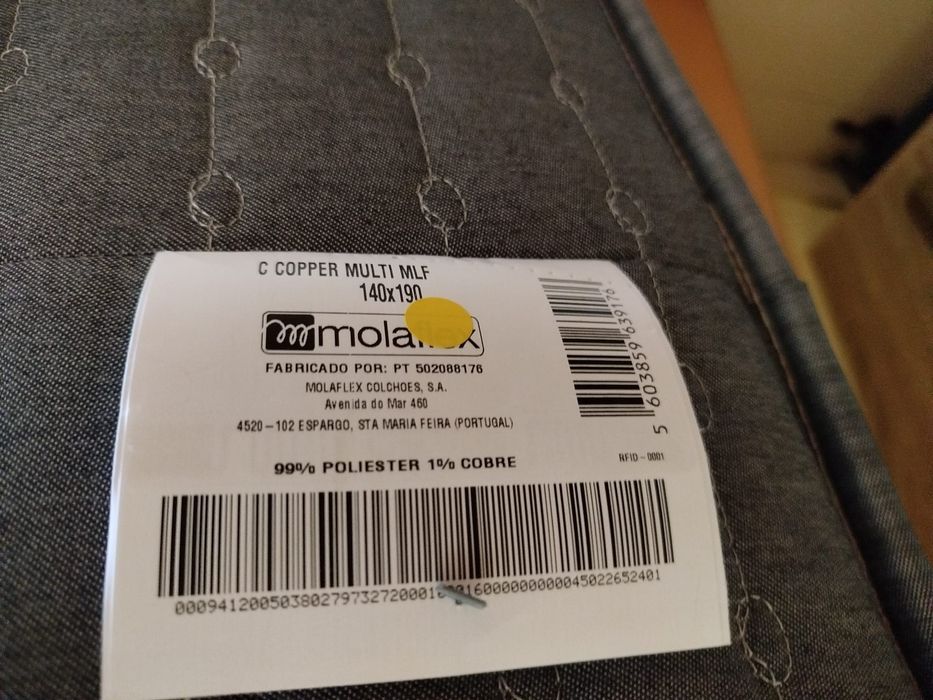 C COPPER MULTI MLF
140x190
molaflex
FABRICADO POR: PT 502088176
MOLAFLEX COLCHOES, S.A.
Avenida do Mar 460
4520-102 ESPARGO, STA MARIA FEIRA (PORTUGAL)
99% POLIESTER 1% COBRE
5 603859 639176
RFID-0001